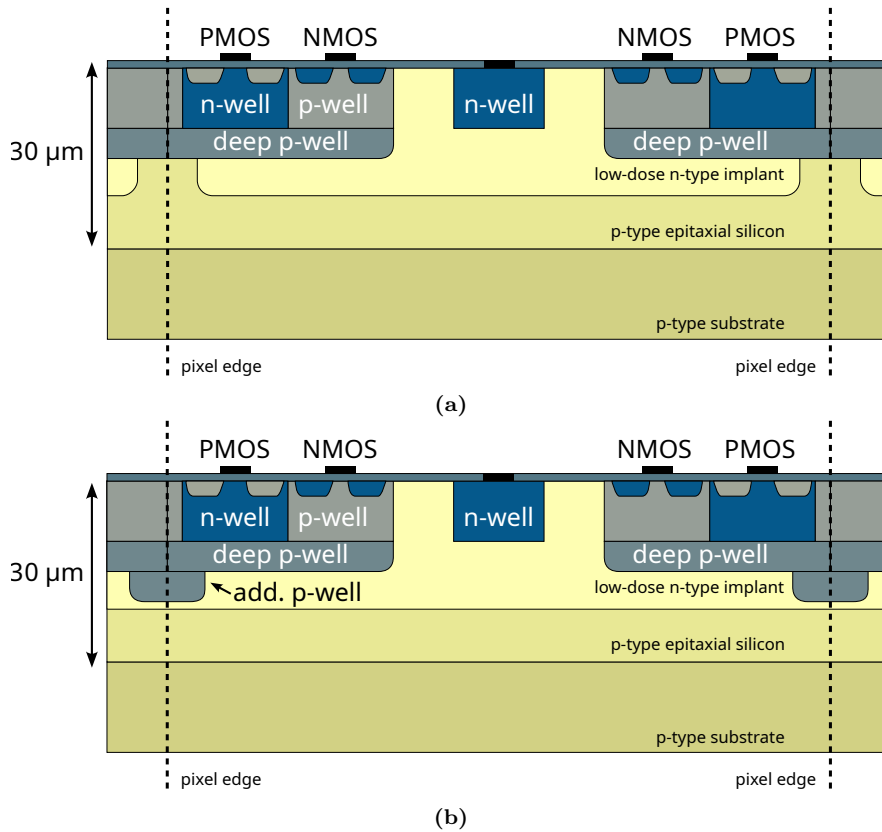 PMOS NMOS NMOS PMOS
n-well p-well n-well
deep p-well deep p-well
30 µm
low-dose n-type implant
p-type epitaxial silicon
p-type substrate
pixel edge pixel edge
(a)
PMOS NMOS NMOS PMOS
n-well p-well n-well
deep p-well deep p-well
30 µm
add. p-well low-dose n-type implant
p-type epitaxial silicon
p-type substrate
pixel edge pixel edge
(b)